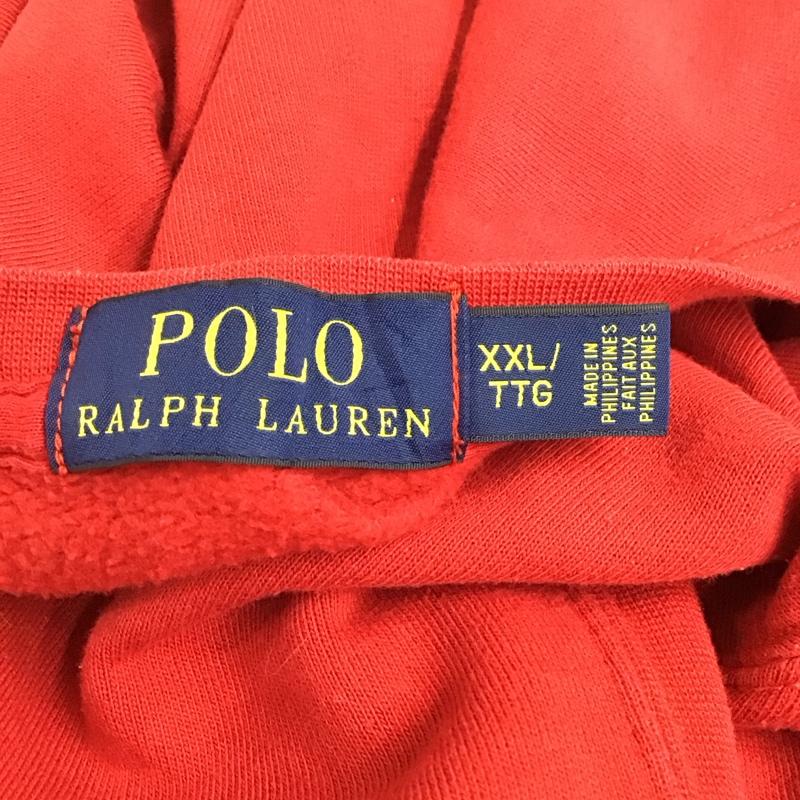 POLO
RALPH LAUREN
XXL/
TTG
MADE IN
PHILIPPINES
FAIT AUX
PHILIPPINES